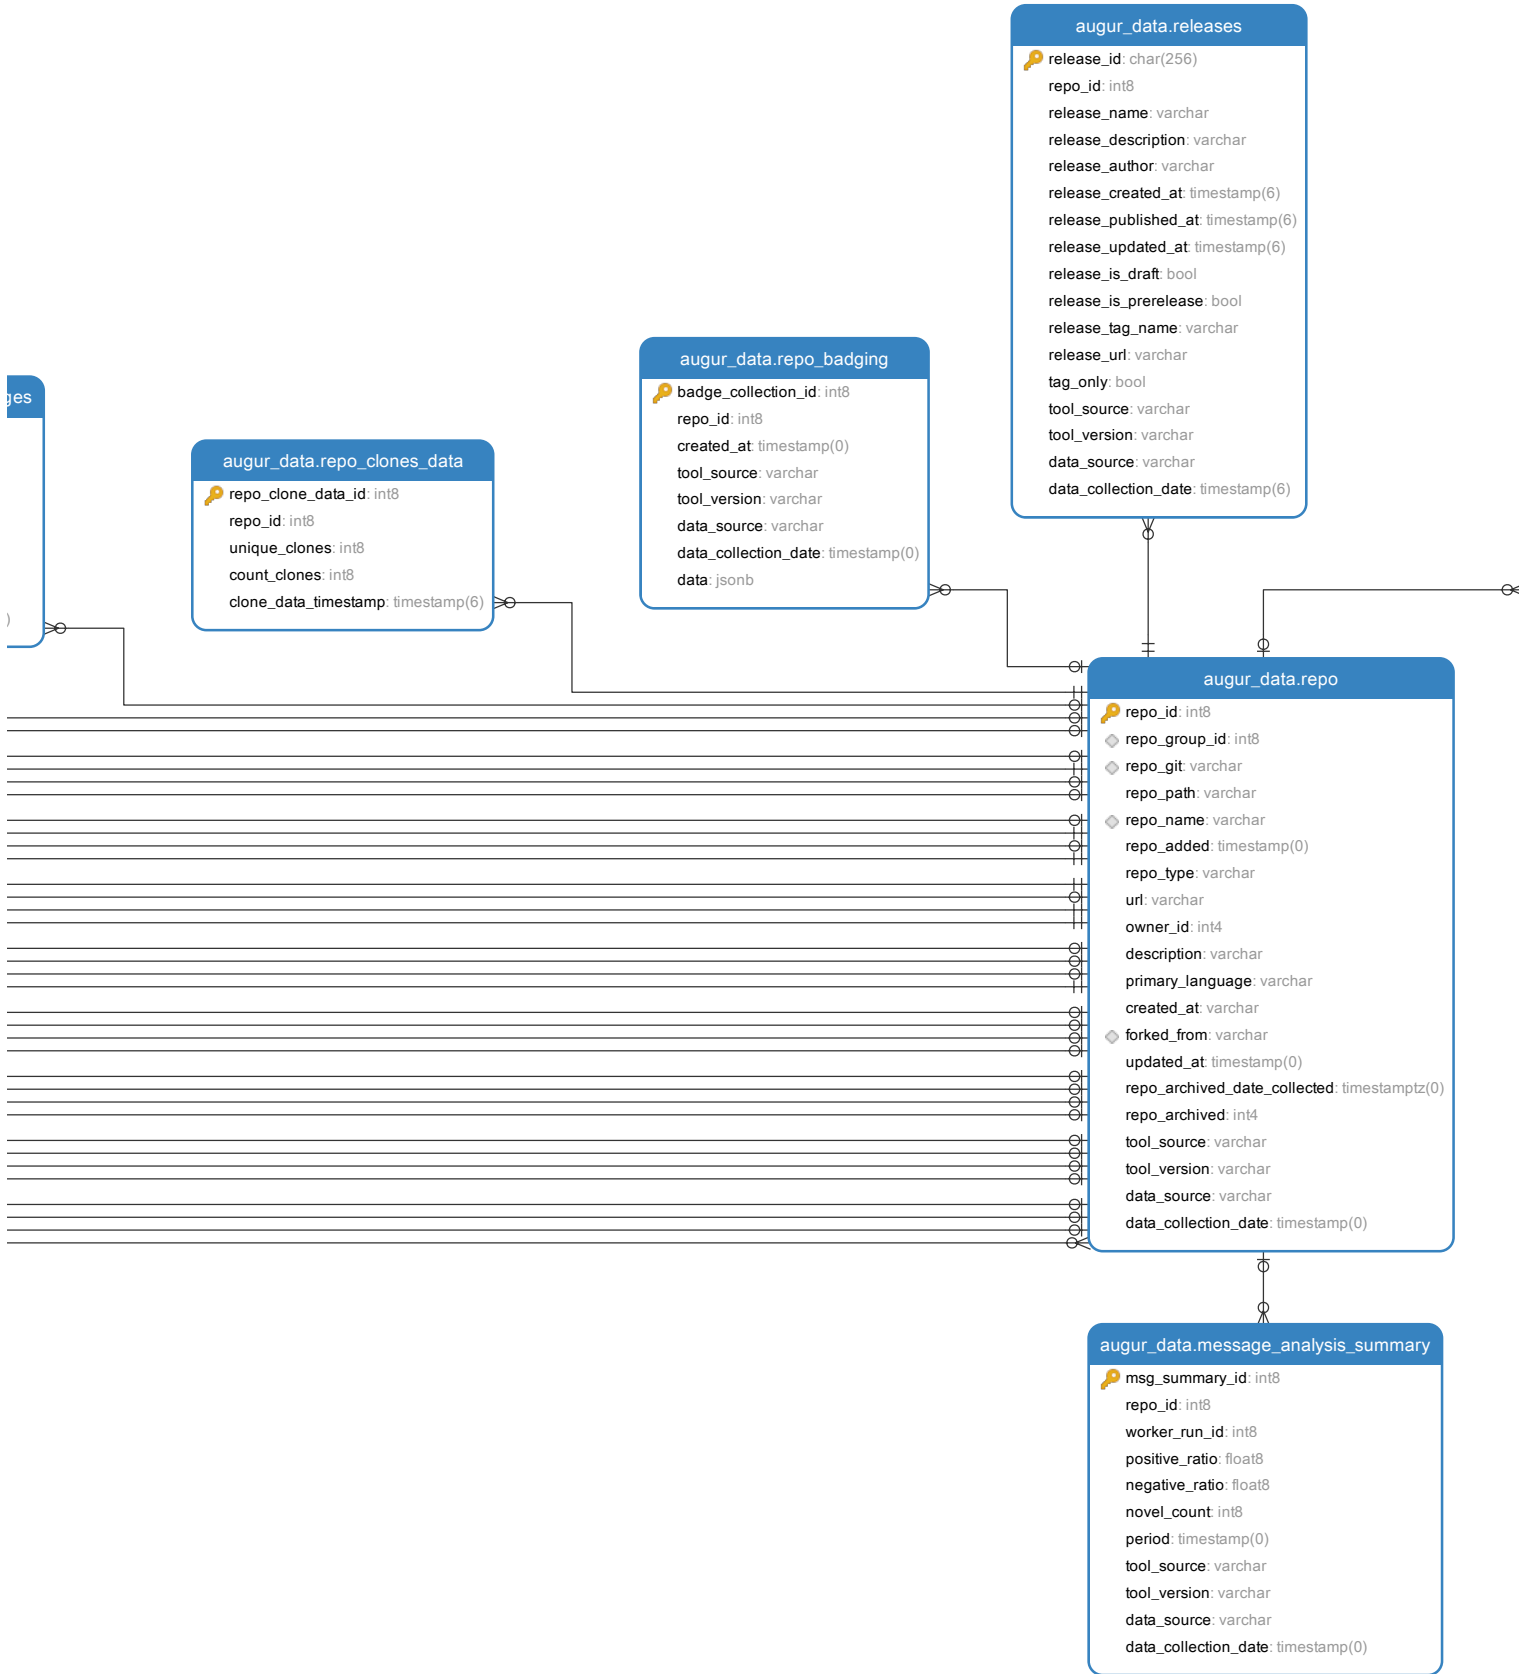 augur_data.releases
release_id: char(256)
repo_id: int8
release_name: varchar
release_description: varchar
release_author: varchar
release_created_at: timestamp(6)
release_published_at: timestamp(6)
release_updated_at: timestamp(6)
release_is_draft: bool
release_is_prerelease: bool
release_tag_name: varchar
release_url: varchar
tag_only: bool
tool_source: varchar
tool_version: varchar
data_source: varchar
data_collection_date: timestamp(6)
augur_data.repo_badging
badge_collection_id: int8
repo_id: int8
created_at: timestamp(0)
tool_source: varchar
tool_version: varchar
data_source: varchar
data_collection_date: timestamp(0)
data: jsonb
ges
)
augur_data.repo_clones_data
repo_clone_data_id: int8
repo_id: int8
unique_clones: int8
count_clones: int8
clone_data_timestamp: timestamp(6)
augur_data.repo
repo_id: int8
repo_group_id: int8
repo_git: varchar
repo_path: varchar
repo_name: varchar
repo_added: timestamp(0)
repo_type: varchar
url: varchar
owner_id: int4
description: varchar
primary_language: varchar
created_at: varchar
forked_from: varchar
updated_at: timestamp(0)
repo_archived_date_collected: timestamptz(0)
repo_archived: int4
tool_source: varchar
tool_version: varchar
data_source: varchar
data_collection_date: timestamp(0)
augur_data.message_analysis_summary
msg_summary_id: int8
repo_id: int8
worker_run_id: int8
positive_ratio: float8
negative_ratio: float8
novel_count: int8
period: timestamp(0)
tool_source: varchar
tool_version: varchar
data_source: varchar
data_collection_date: timestamp(0)